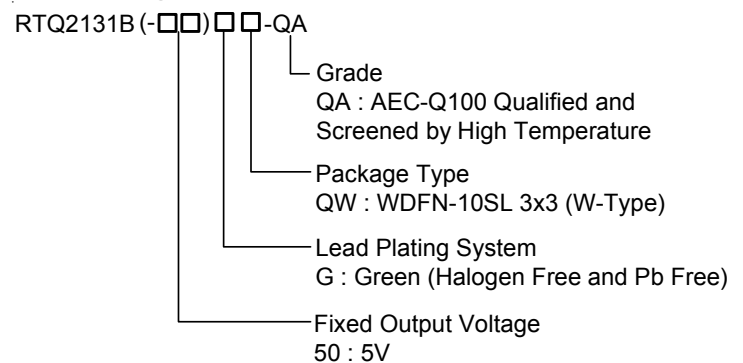 RTQ2131B (-□□) □ □ -QA
Grade
QA : AEC-Q100 Qualified and
Screened by High Temperature
Package Type
QW : WDFN-10SL 3x3 (W-Type)
Lead Plating System
G : Green (Halogen Free and Pb Free)
Fixed Output Voltage
50 : 5V